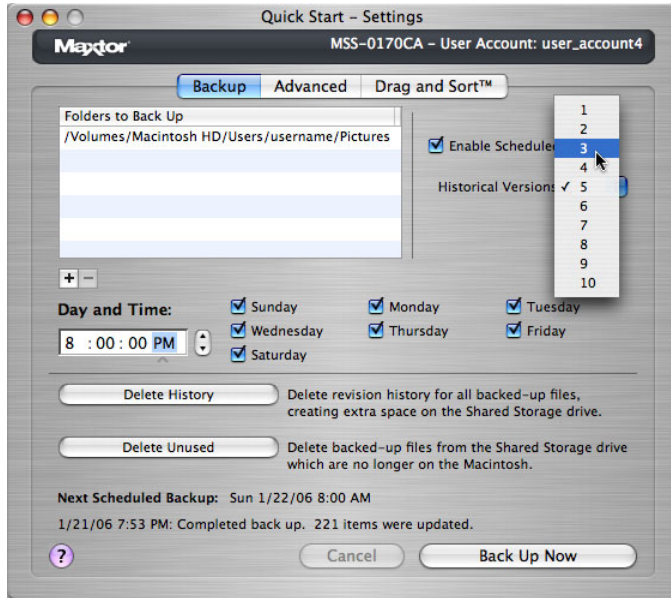 Quick Start – Settings
Maxtor
MSS-0170CA – User Account: user_account4
Backup Advanced Drag and Sort™
Folders to Back Up
/Volumes/Macintosh HD/Users/username/Pictures
Enable Schedule
Historical Versions ✓ 5
1
2
3
4
6
7
8
9
10
+ −
Day and Time:
8 : 00 : 00 PM
Sunday Monday Tuesday
Wednesday Thursday Friday
Saturday
Delete History
Delete revision history for all backed-up files,
creating extra space on the Shared Storage drive.
Delete Unused
Delete backed-up files from the Shared Storage drive
which are no longer on the Macintosh.
Next Scheduled Backup: Sun 1/22/06 8:00 AM
1/21/06 7:53 PM: Completed back up. 221 items were updated.
? Cancel Back Up Now